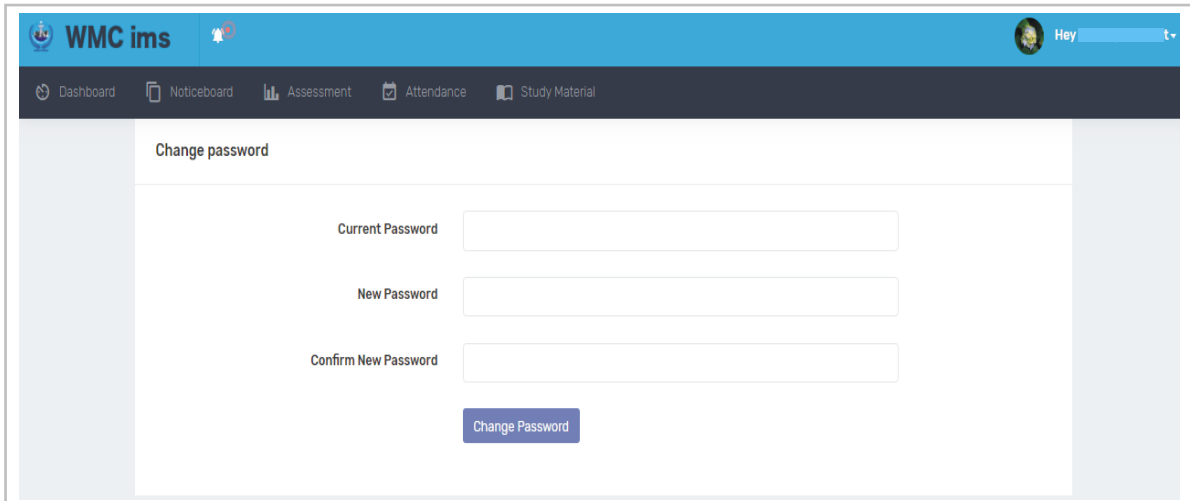 WMC ims
Hey t
Dashboard Noticeboard Assessment Attendance Study Material
Change password
Current Password
New Password
Confirm New Password
Change Password